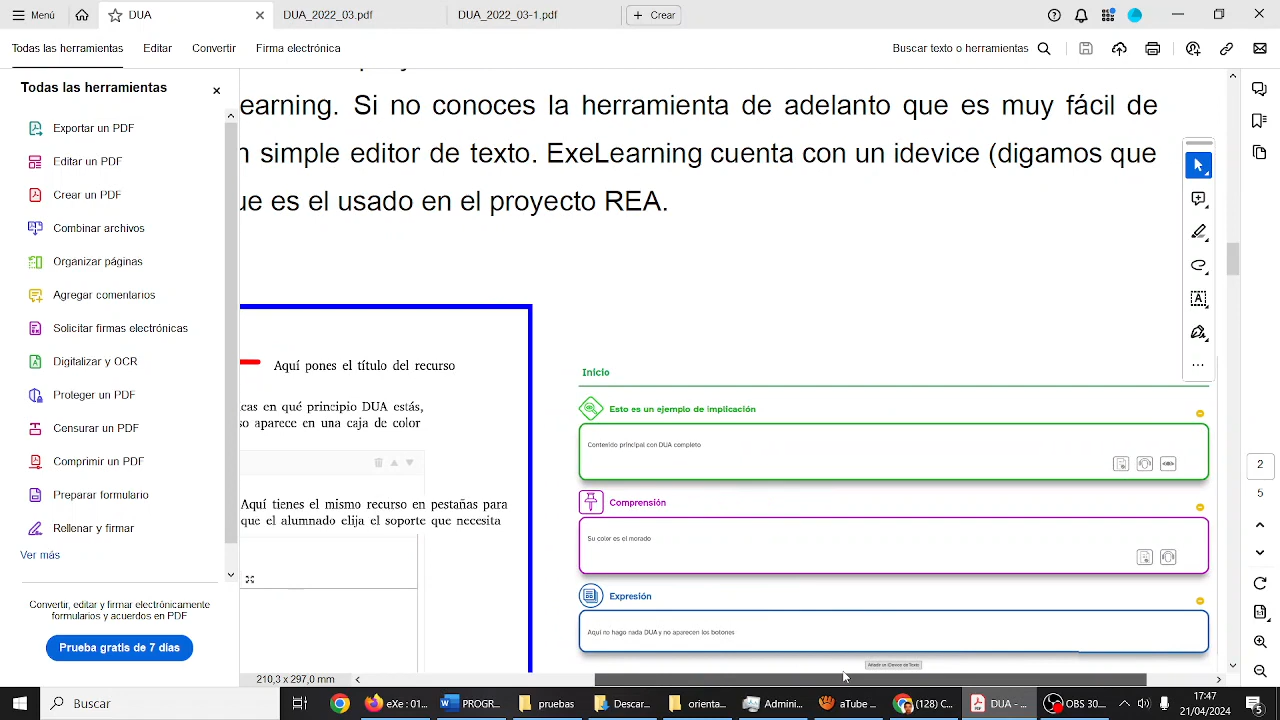 Menú
DUA
DUA_2022_03.pdf
DUA_2022_03-1.pdf
+ Crear
Todas las herramientas
Editar
Convertir
Firma electrónica
Buscar texto o herramientas
Todas las herramientas
Exportar un PDF
Editar un PDF
Crear un PDF
Combinar archivos
Organizar páginas
Agregar comentarios
Solicitar firmas electrónicas
Digitalizar y OCR
Proteger un PDF
Censurar un PDF
Comprimir un PDF
Preparar formulario
Rellenar y firmar
Ver más
Convertir, editar y firmar electrónicamente
formularios y acuerdos en PDF
Prueba gratis de 7 días
earning. Si no conoces la herramienta de adelanto que es muy fácil de
n simple editor de texto. ExeLearning cuenta con un idevice (digamos que
ue es el usado en el proyecto REA.
Aquí pones el título del recurso
cas en qué principio DUA estás,
so aparece en una caja de color
Aquí tienes el mismo recurso en pestañas para
que el alumnado elija el soporte que necesita
Inicio
Esto es un ejemplo de implicación
Contenido principal con DUA completo
Comprensión
Su color es el morado
Expresión
Aquí no hago nada DUA y no aparecen los botones
Añadir un iDevice de Texto
2
5
210,2 x 237,0 mm
Buscar
exe : 01...
PROGR...
pruebas
Descar...
orienta...
Admini...
aTube ...
(128) C...
DUA - ...
OBS 30...
17:47
21/04/2024